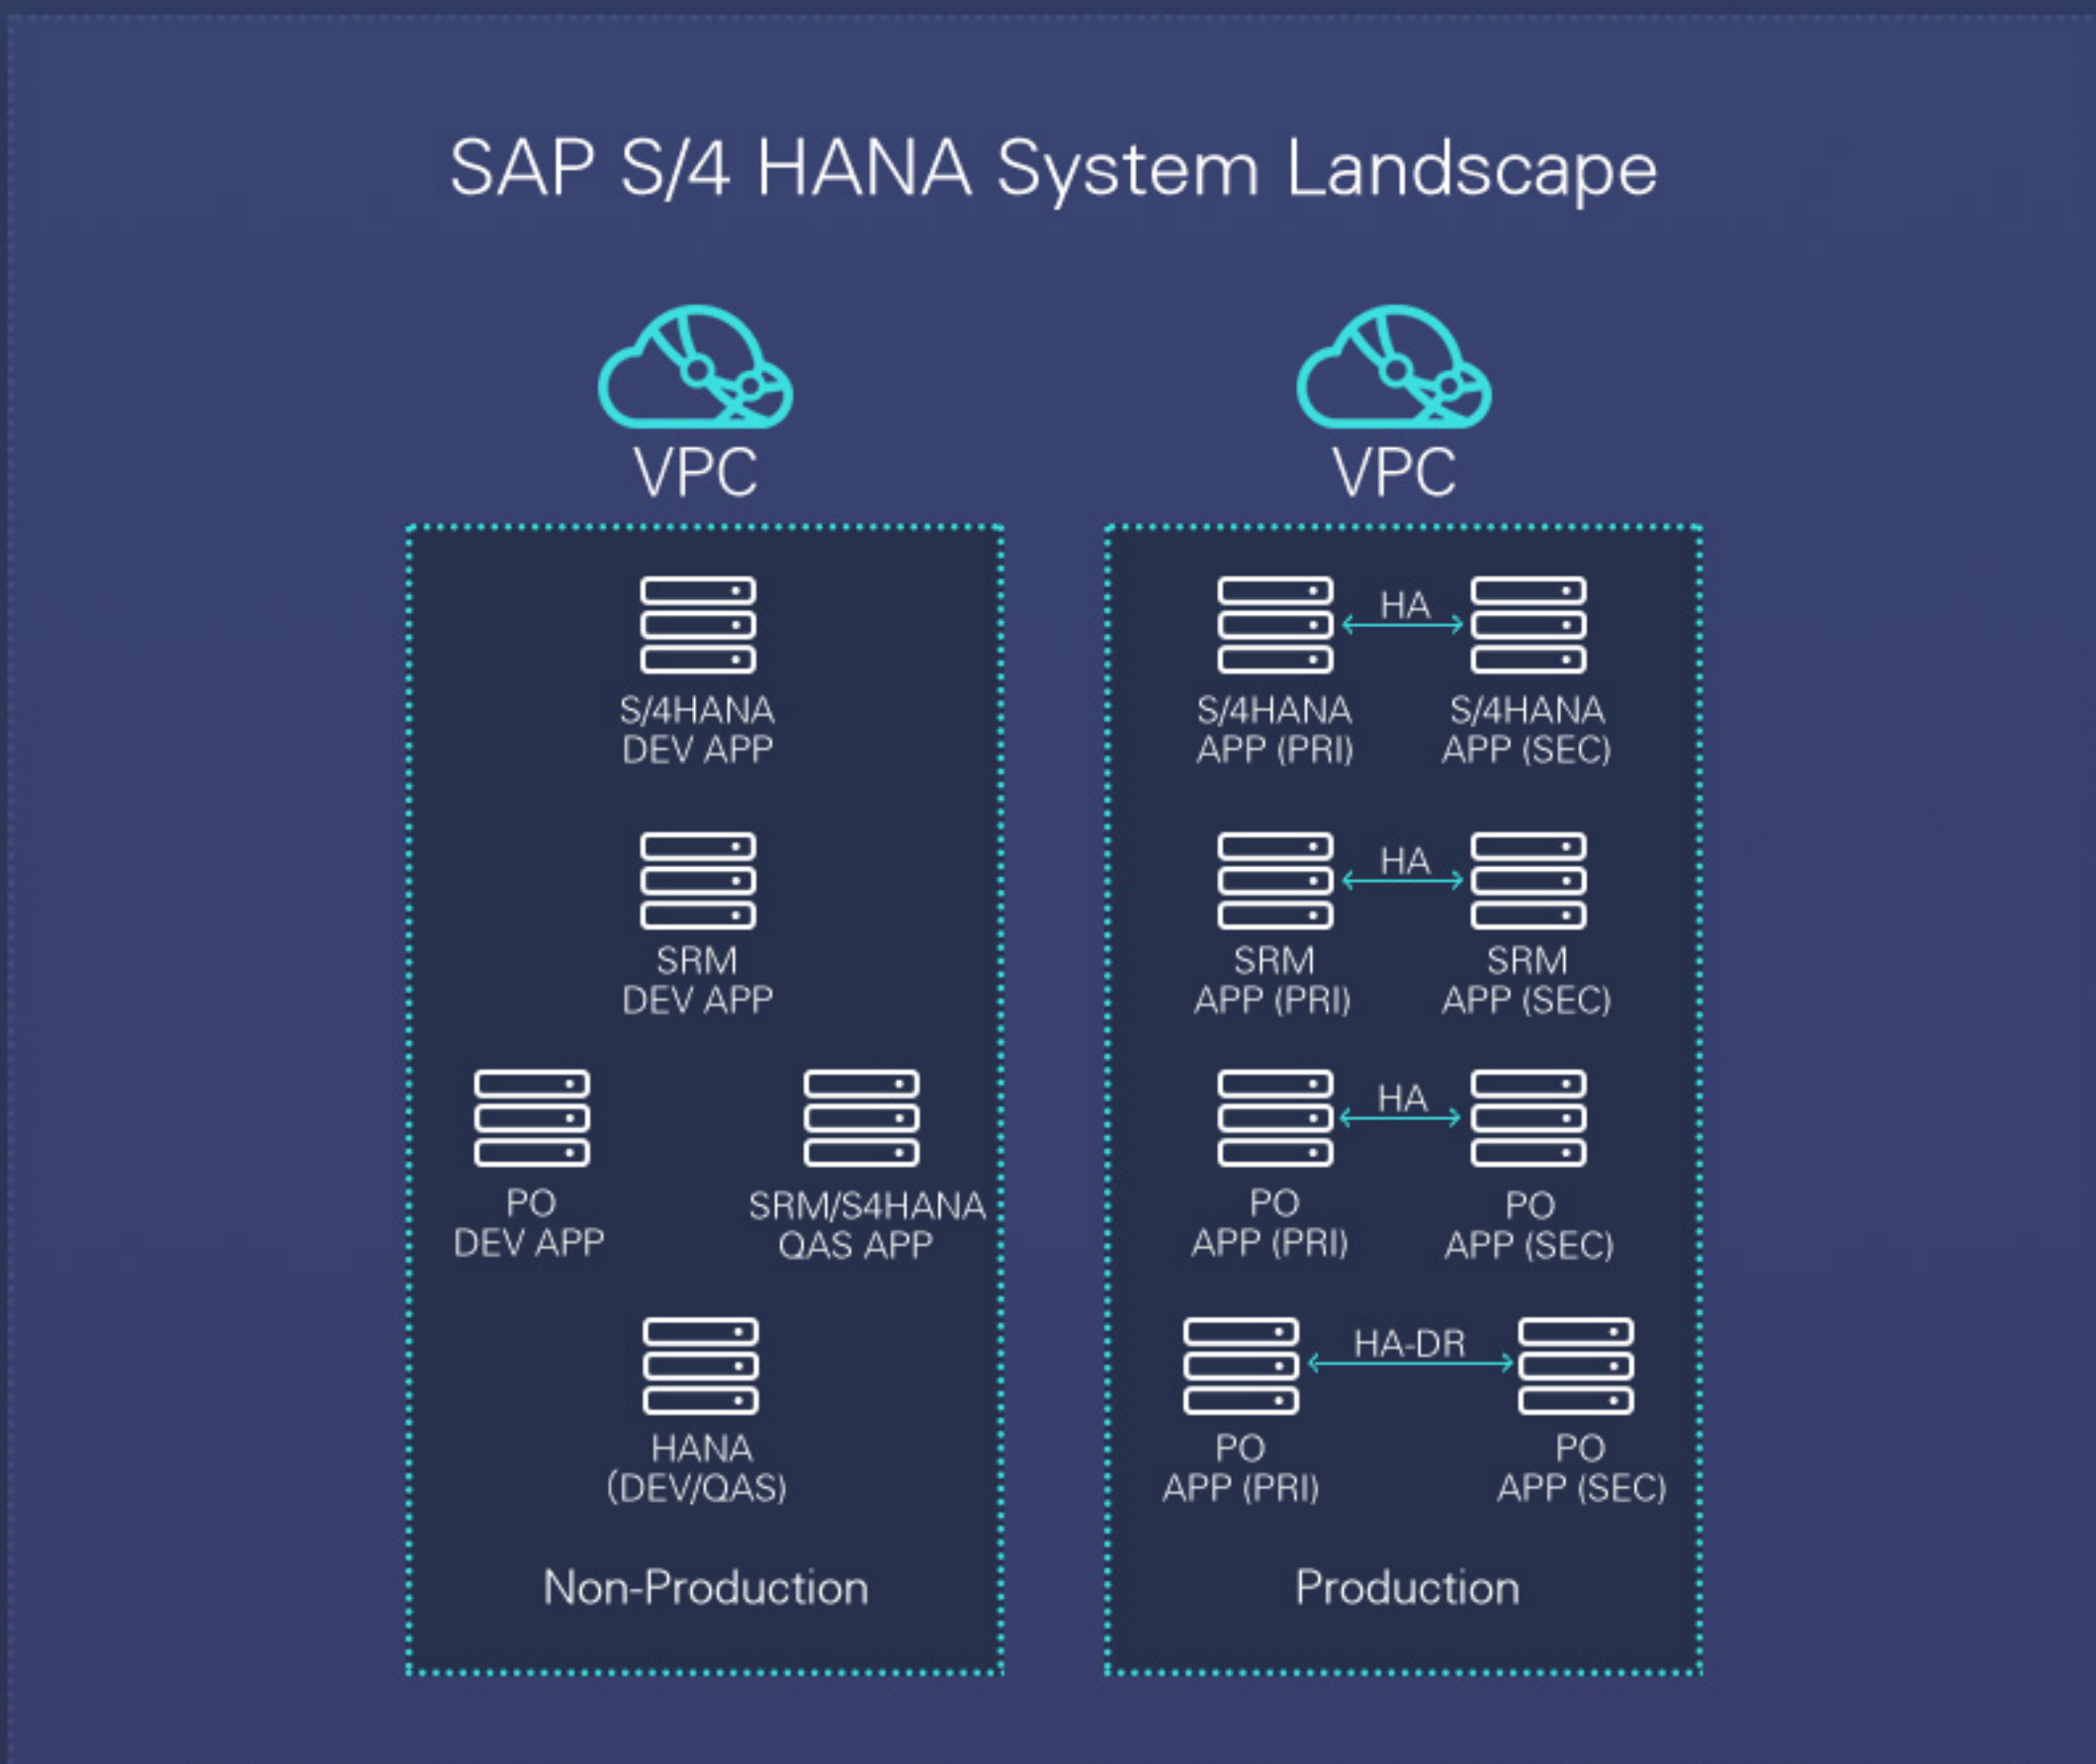 SAP S/4 HANA System Landscape
VPC
S/4HANA
DEV APP
SRM
DEV APP
PO
DEV APP
SRM/S4HANA
QAS APP
HANA
(DEV/QAS)
Non-Production
VPC
HA
S/4HANA
APP (PRI)
S/4HANA
APP (SEC)
HA
SRM
APP (PRI)
SRM
APP (SEC)
HA
PO
APP (PRI)
PO
APP (SEC)
HA-DR
PO
APP (PRI)
PO
APP (SEC)
Production